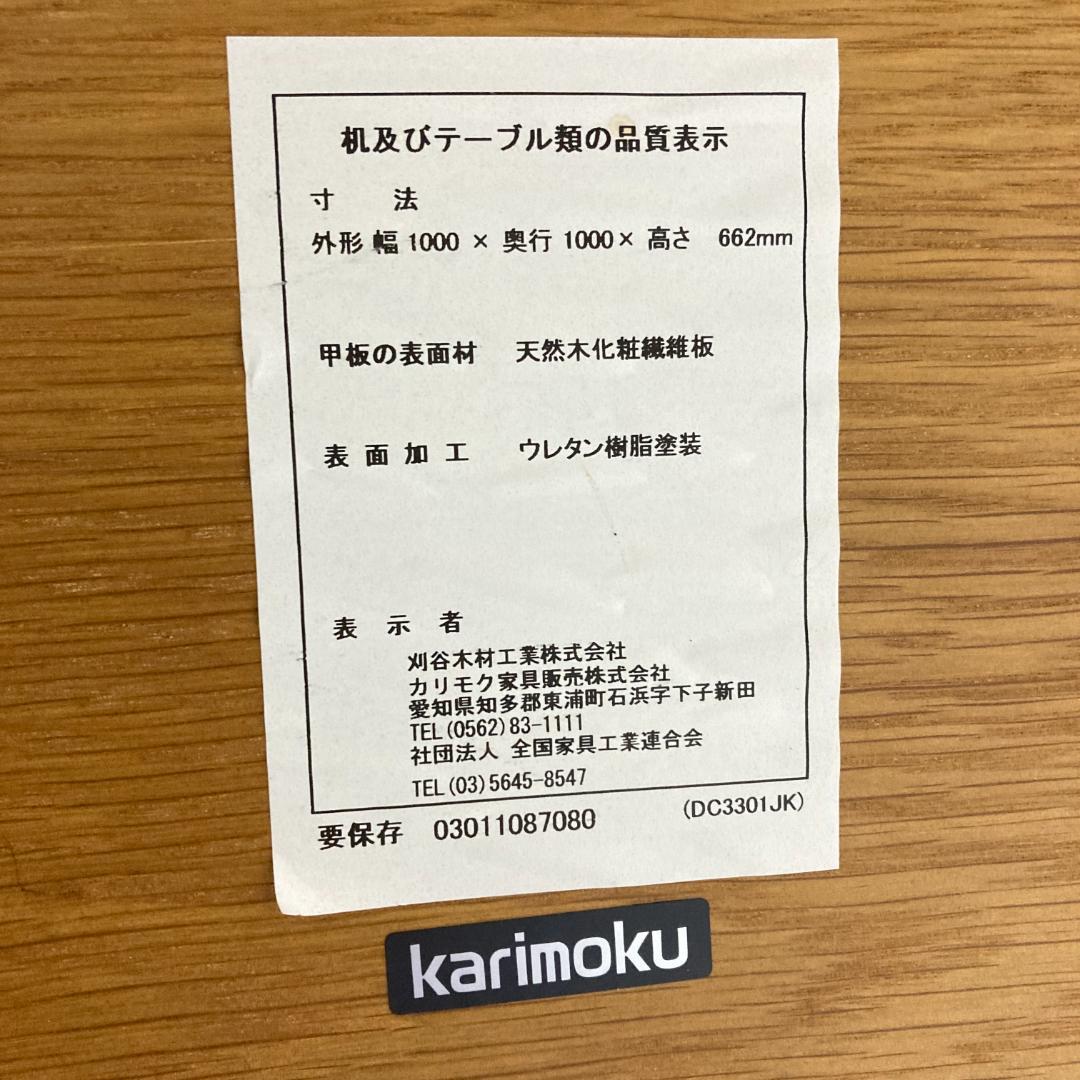 机及びテーブル類の品質表示
寸 法
外形 幅 1000 × 奥行 1000 × 高さ 662mm
甲板の表面材 天然木化粧繊維板
表面加工 ウレタン樹脂塗装
表示者
刈谷木材工業株式会社
カリモク家具販売株式会社
愛知県知多郡東浦町石浜字下子新田
TEL(0562)83-1111
社団法人 全国家具工業連合会
TEL(03)5645-8547
要保存 03011087080 (DC3301JK)
karimoku